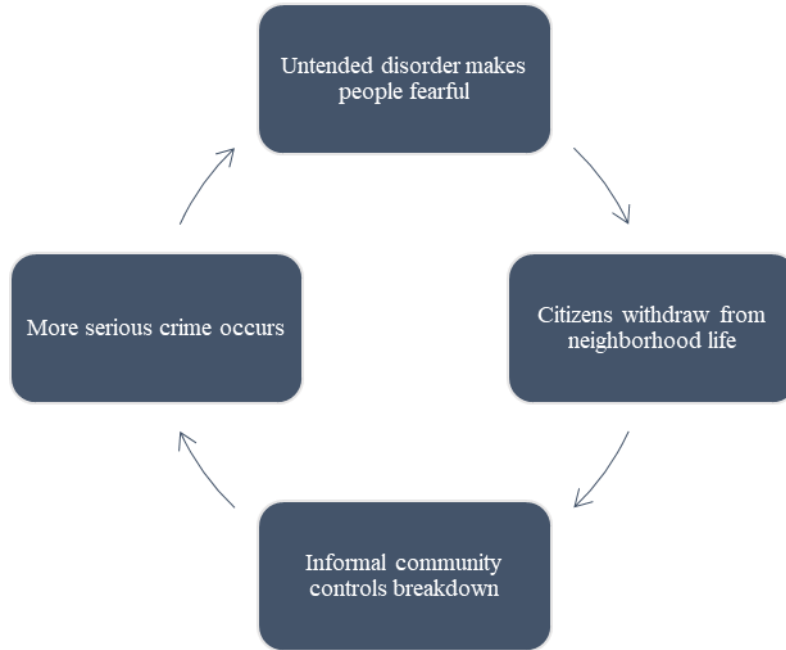 Untended disorder makes
people fearful
Citizens withdraw from
neighborhood life
Informal community
controls breakdown
More serious crime occurs